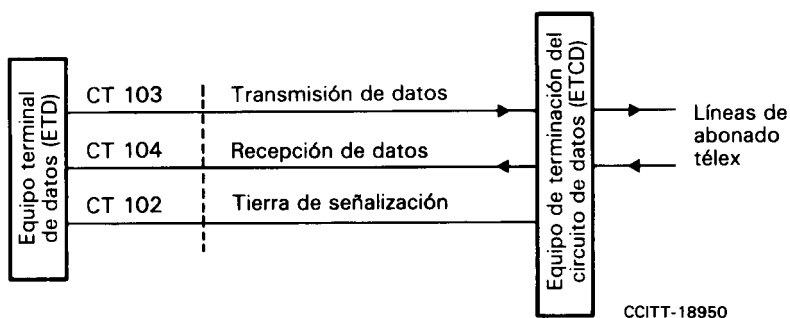 Equipo terminal
de datos (ETD)
CT 103
Transmisión de datos
CT 104
Recepción de datos
CT 102
Tierra de señalización
Equipo de terminación del
circuito de datos (ETCD)
Líneas de
abonado
télex
CCITT-18950